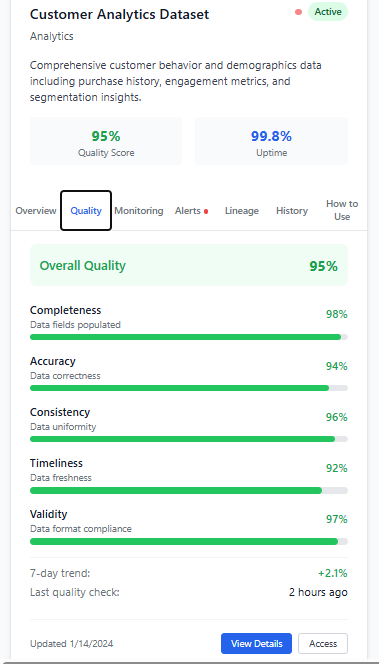 Customer Analytics Dataset
Active
Analytics
Comprehensive customer behavior and demographics data
including purchase history, engagement metrics, and
segmentation insights.
95%
Quality Score
99.8%
Uptime
Overview
Quality
Monitoring
Alerts
Lineage
History
How to
Use
Overall Quality
95%
Completeness
98%
Data fields populated
Accuracy
94%
Data correctness
Consistency
96%
Data uniformity
Timeliness
92%
Data freshness
Validity
97%
Data format compliance
7-day trend:
+2.1%
Last quality check:
2 hours ago
Updated 1/14/2024
View Details
Access